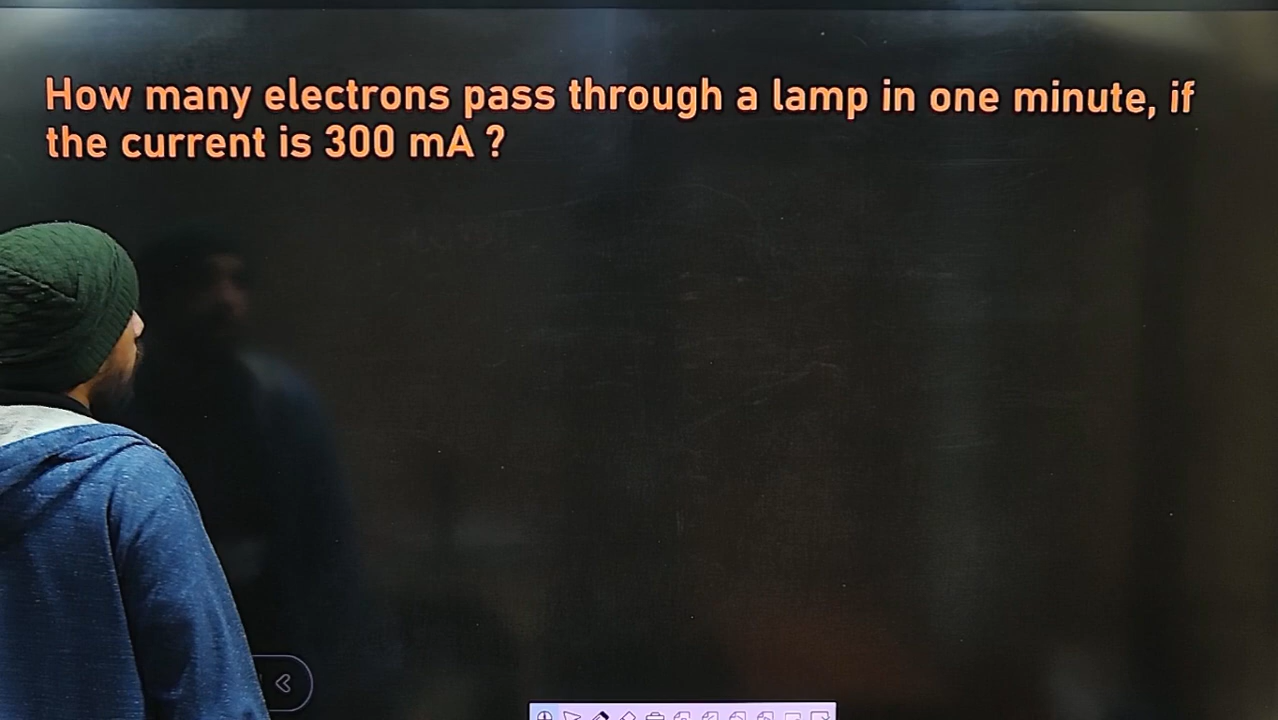 How many electrons pass through a lamp in one minute, if
the current is 300 mA ?